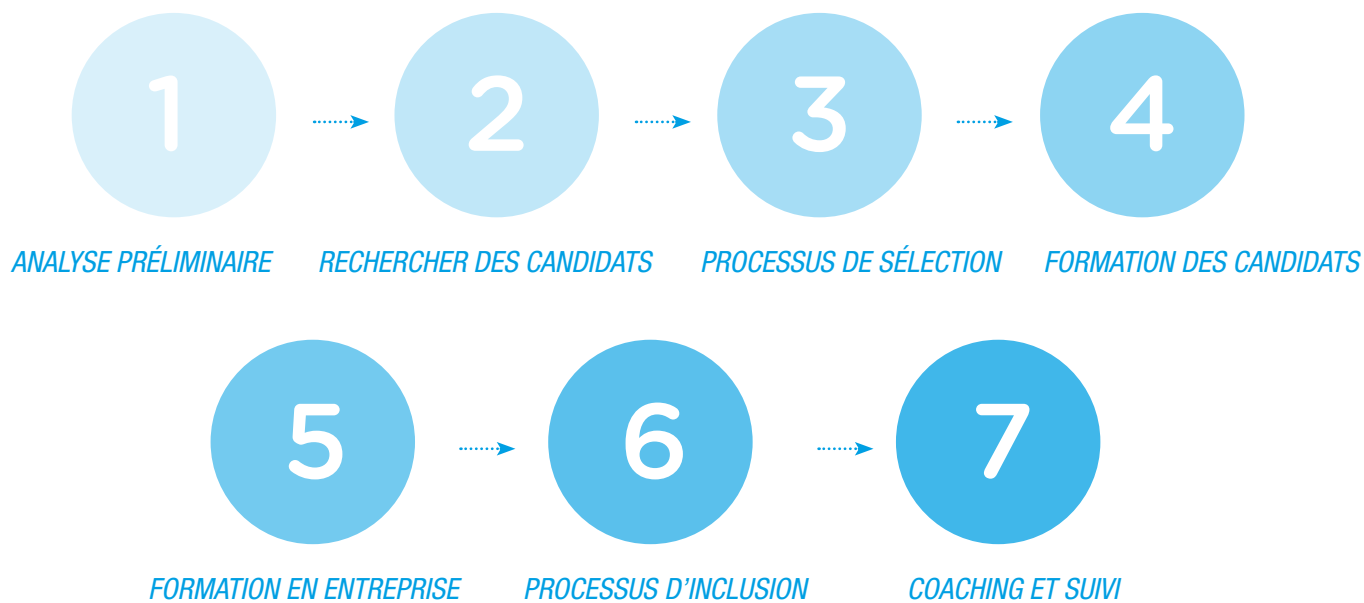 1
2
3
4
ANALYSE PRÉLIMINAIRE
RECHERCHER DES CANDIDATS
PROCESSUS DE SÉLECTION
FORMATION DES CANDIDATS
5
6
7
FORMATION EN ENTREPRISE
PROCESSUS D’INCLUSION
COACHING ET SUIVI